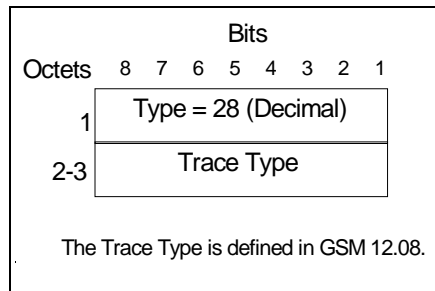 Bits
Octets 8 7 6 5 4 3 2 1
1 Type = 28 (Decimal)
2-3 Trace Type
The Trace Type is defined in GSM 12.08.